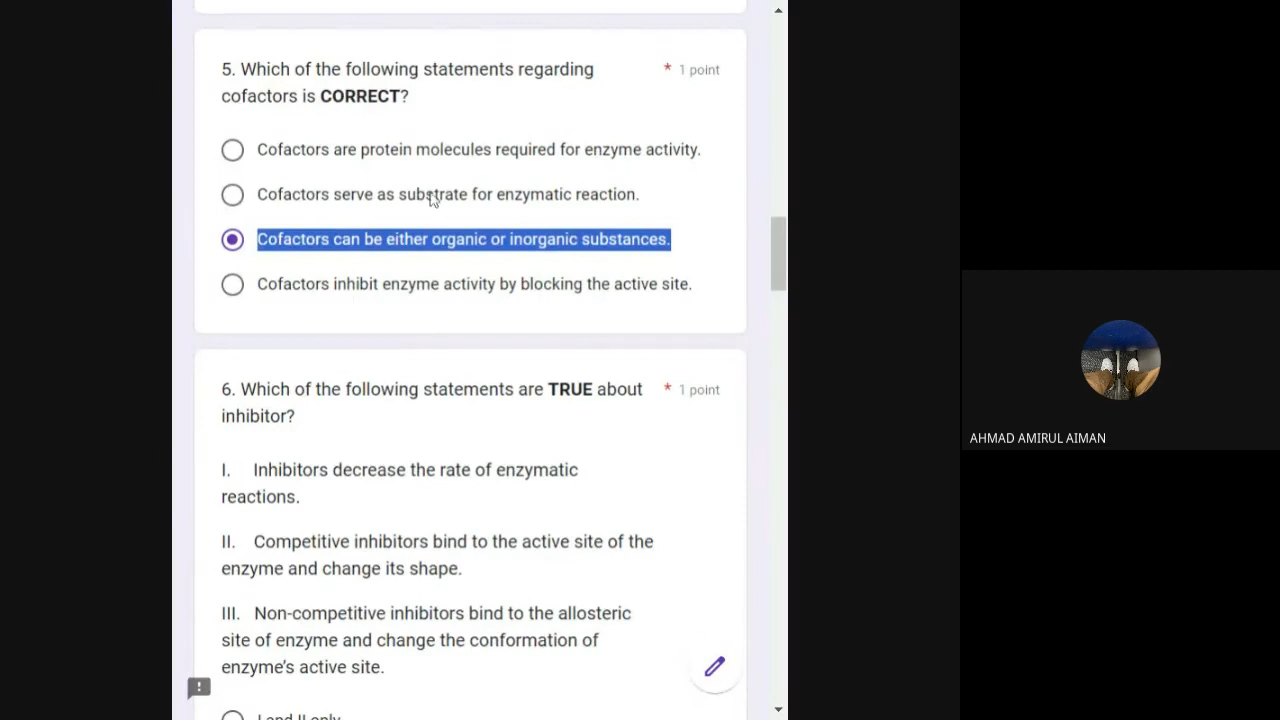 5. Which of the following statements regarding
cofactors is CORRECT?
* 1 point
Cofactors are protein molecules required for enzyme activity.
Cofactors serve as substrate for enzymatic reaction.
Cofactors can be either organic or inorganic substances.
Cofactors inhibit enzyme activity by blocking the active site.
6. Which of the following statements are TRUE about
inhibitor?
* 1 point
I. Inhibitors decrease the rate of enzymatic
reactions.
II. Competitive inhibitors bind to the active site of the
enzyme and change its shape.
III. Non-competitive inhibitors bind to the allosteric
site of enzyme and change the conformation of
enzyme's active site.
I and II only
AHMAD AMIRUL AIMAN